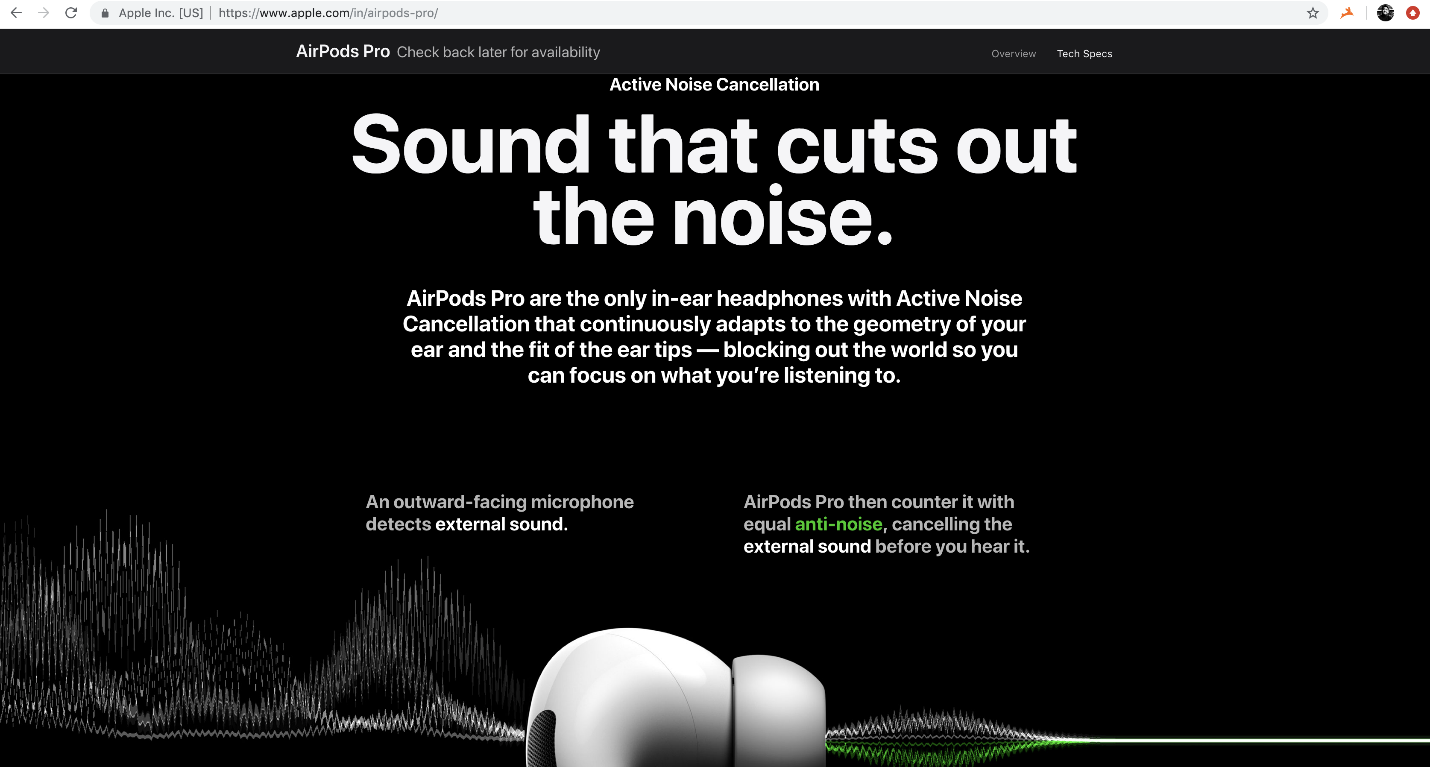 Apple Inc. [US] | https://www.apple.com/in/airpods-pro/
AirPods Pro Check back later for availability
Overview Tech Specs
Active Noise Cancellation
Sound that cuts out
the noise.
AirPods Pro are the only in-ear headphones with Active Noise
Cancellation that continuously adapts to the geometry of your
ear and the fit of the ear tips — blocking out the world so you
can focus on what you’re listening to.
An outward-facing microphone
detects external sound.
AirPods Pro then counter it with
equal anti-noise, cancelling the
external sound before you hear it.